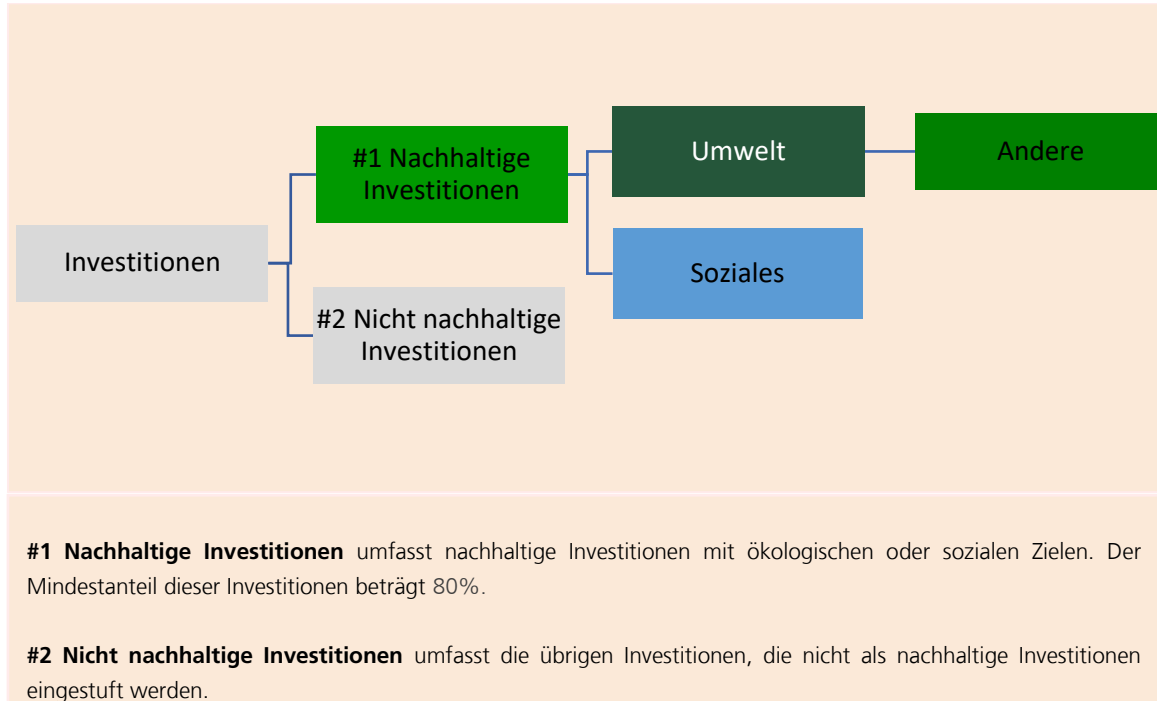 #1 Nachhaltige
Investitionen
Umwelt
Andere
Investitionen
Soziales
#2 Nicht nachhaltige
Investitionen
#1 Nachhaltige Investitionen umfasst nachhaltige Investitionen mit ökologischen oder sozialen Zielen. Der
Mindestanteil dieser Investitionen beträgt 80%.
#2 Nicht nachhaltige Investitionen umfasst die übrigen Investitionen, die nicht als nachhaltige Investitionen
eingestuft werden.